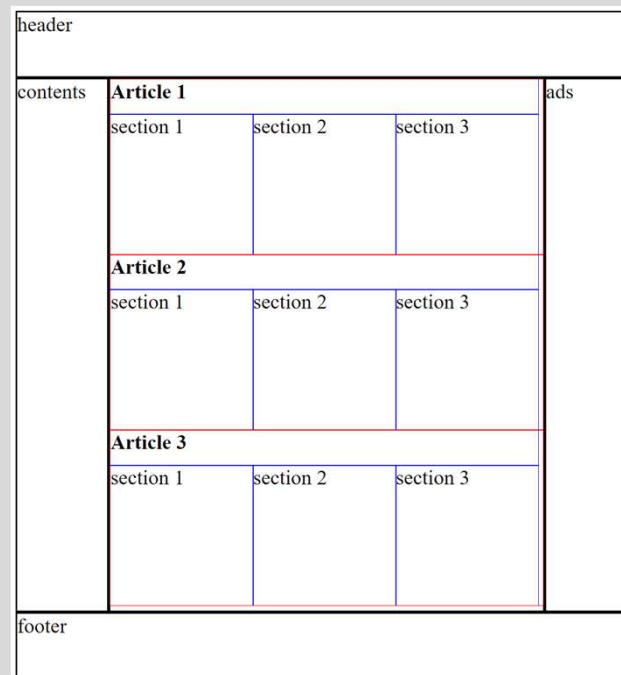 header
contents
Article 1
section 1 section 2 section 3
Article 2
section 1 section 2 section 3
Article 3
section 1 section 2 section 3
ads
footer